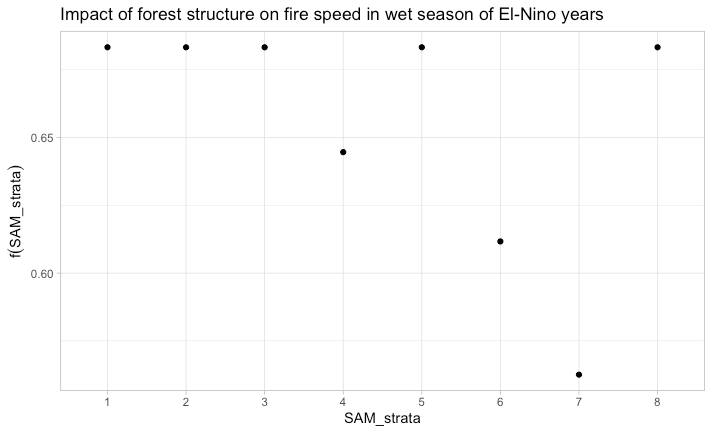 Impact of forest structure on fire speed in wet season of El-Nino years
0.65
0.60
f(SAM_strata)
1 2 3 4 5 6 7 8
SAM_strata